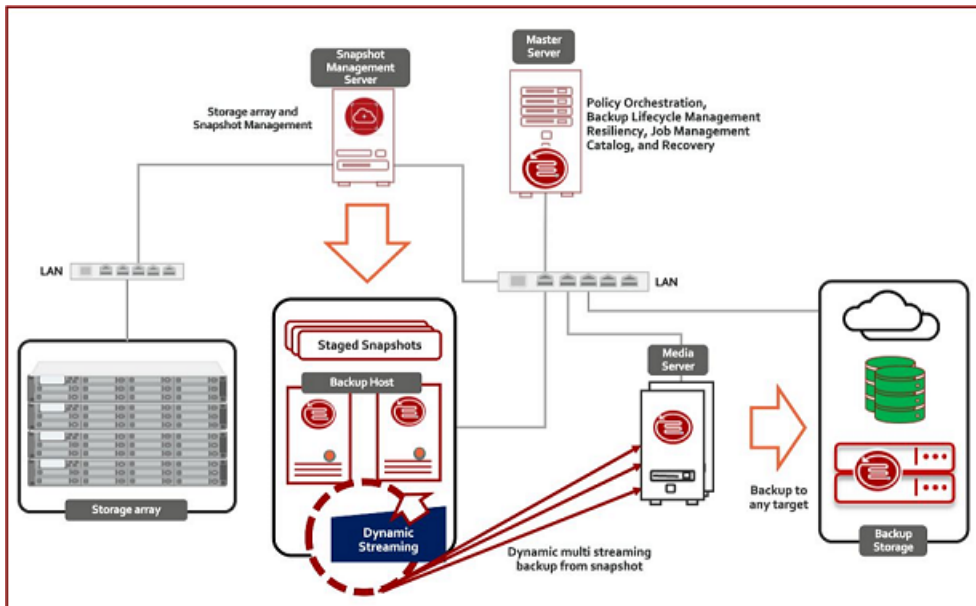 Snapshot
Management
Server
Master
Server
Storage array and
Snapshot Management
Policy Orchestration,
Backup Lifecycle Management
Resiliency, Job Management
Catalog, and Recovery
LAN
LAN
Staged Snapshots
Backup Host
Media
Server
Storage array
Dynamic
Streaming
Dynamic multi streaming
backup from snapshot
Backup to
any target
Backup
Storage